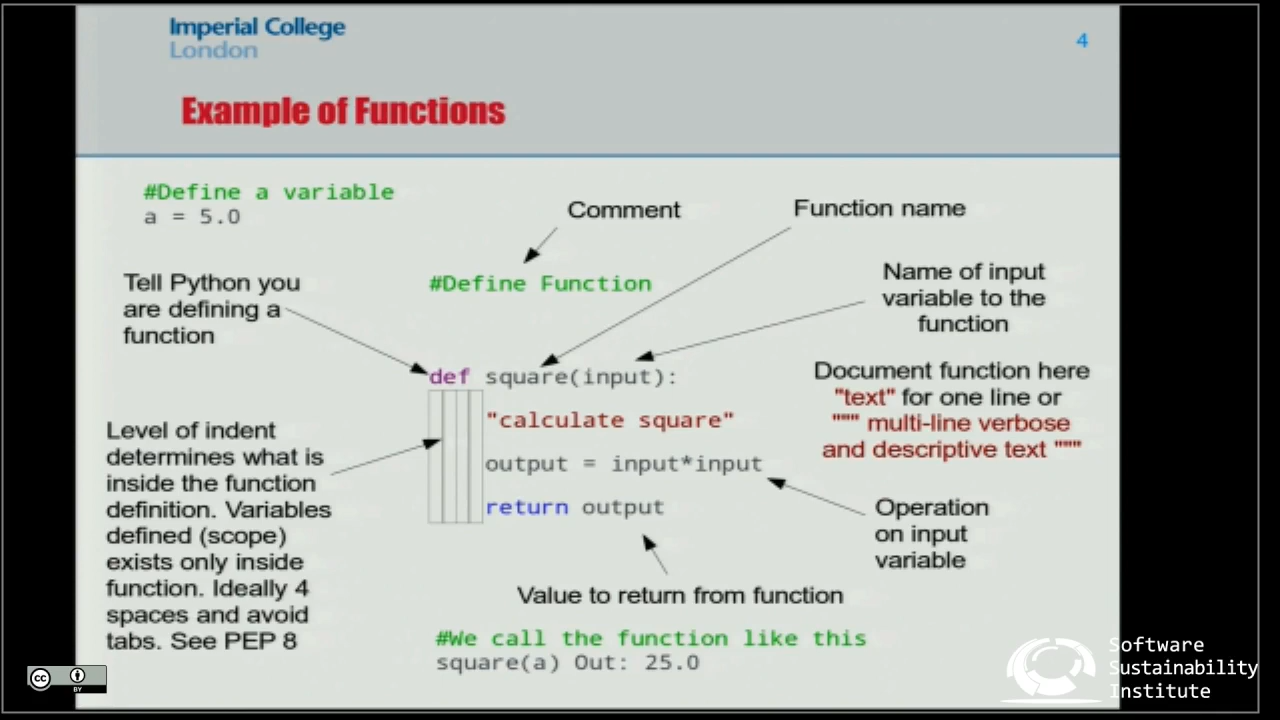 Imperial College
London
4
Example of Functions
#Define a variable
a = 5.0
Comment
Function name
Tell Python you
are defining a
function
#Define Function
Name of input
variable to the
function
def square(input):
"calculate square"
output = input*input
return output
Document function here
"text" for one line or
""" multi-line verbose
and descriptive text """
Level of indent
determines what is
inside the function
definition. Variables
defined (scope)
exists only inside
function. Ideally 4
spaces and avoid
tabs. See PEP 8
Operation
on input
variable
Value to return from function
#We call the function like this
square(a) Out: 25.0
cc
BY
Software
Sustainability
Institute